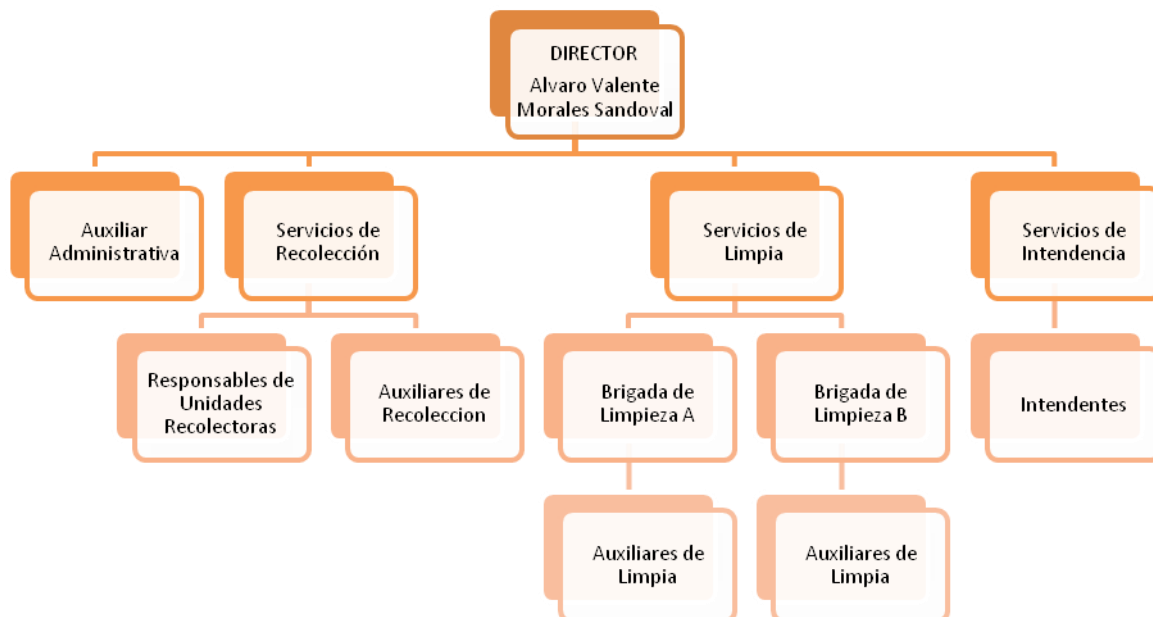 DIRECTOR
Alvaro Valente
Morales Sandoval
Auxiliar
Administrativa
Servicios de
Recolección
Servicios de
Limpia
Servicios de
Intendencia
Responsables de
Unidades
Recolectoras
Auxiliares de
Recoleccion
Brigada de
Limpieza A
Brigada de
Limpieza B
Intendentes
Auxiliares de
Limpia
Auxiliares de
Limpia